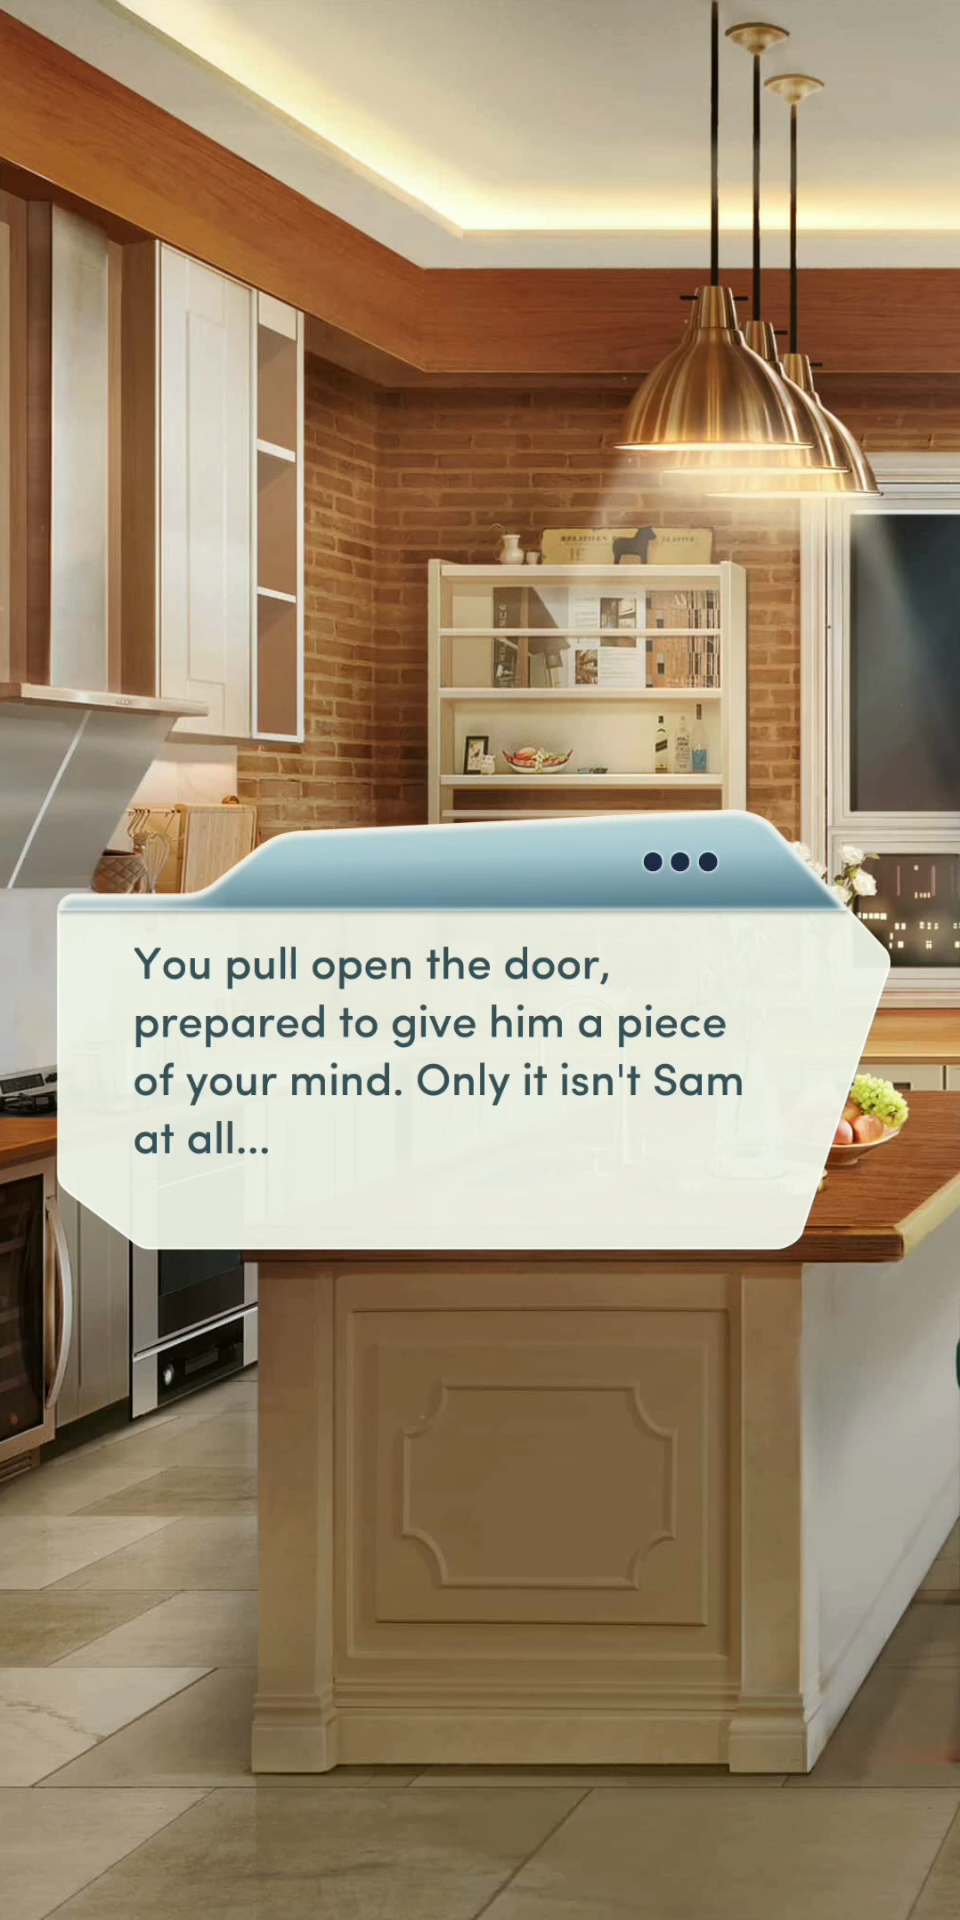 You pull open the door,
prepared to give him a piece
of your mind. Only it isn't Sam
at all...